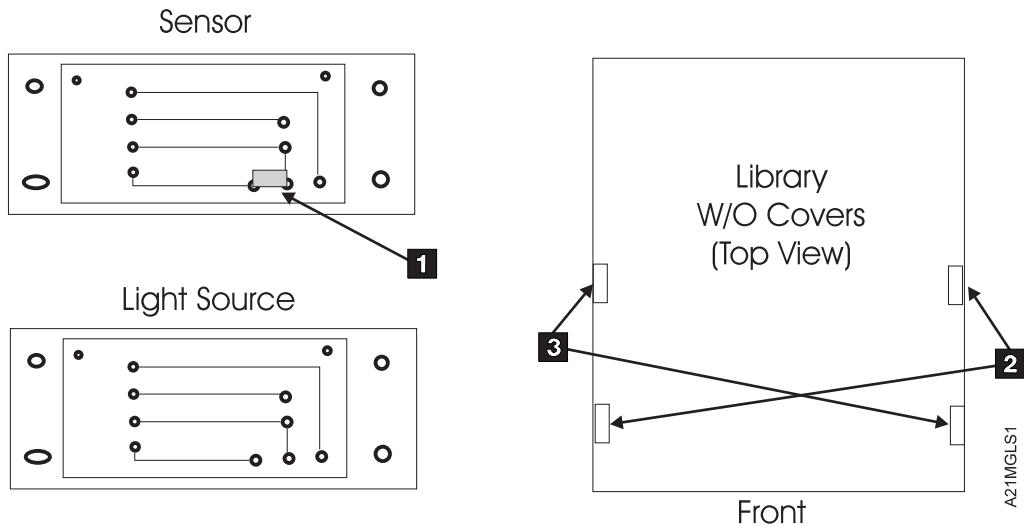 Sensor
1
Light Source
Library
W/O Covers
(Top View)
3
2
Front
A21MGLS1